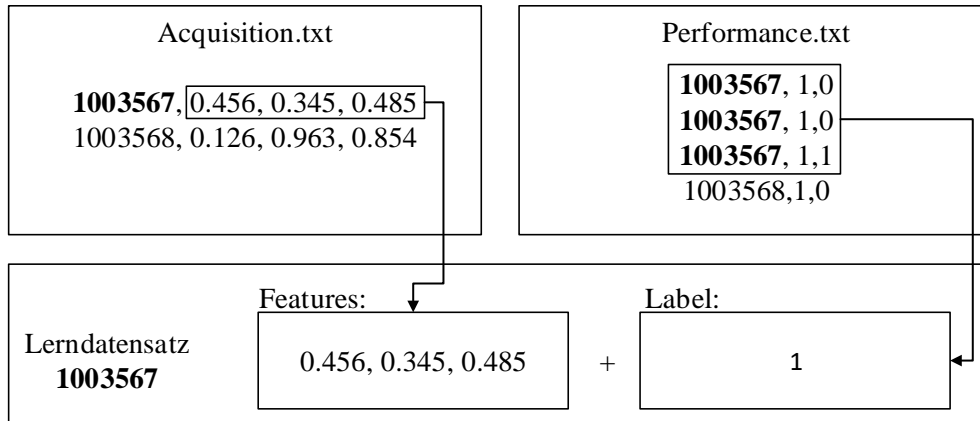 Acquisition.txt
1003567, 0.456, 0.345, 0.485
1003568, 0.126, 0.963, 0.854
Performance.txt
1003567, 1,0
1003567, 1,0
1003567, 1,1
1003568,1,0
Lerndatensatz
1003567
Features:
0.456, 0.345, 0.485
+
Label:
1